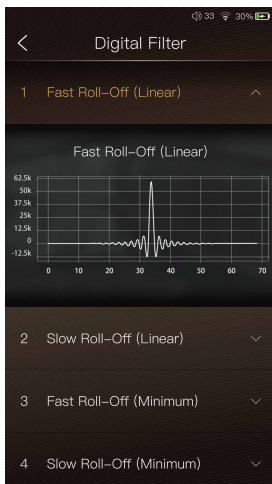 33 30%
Digital Filter
1 Fast Roll-Off (Linear)
Fast Roll-Off (Linear)
62.5k
50k
37.5k
25k
12.5k
0
-12.5k
0 10 20 30 40 50 60 70
2 Slow Roll-Off (Linear)
3 Fast Roll-Off (Minimum)
4 Slow Roll-Off (Minimum)